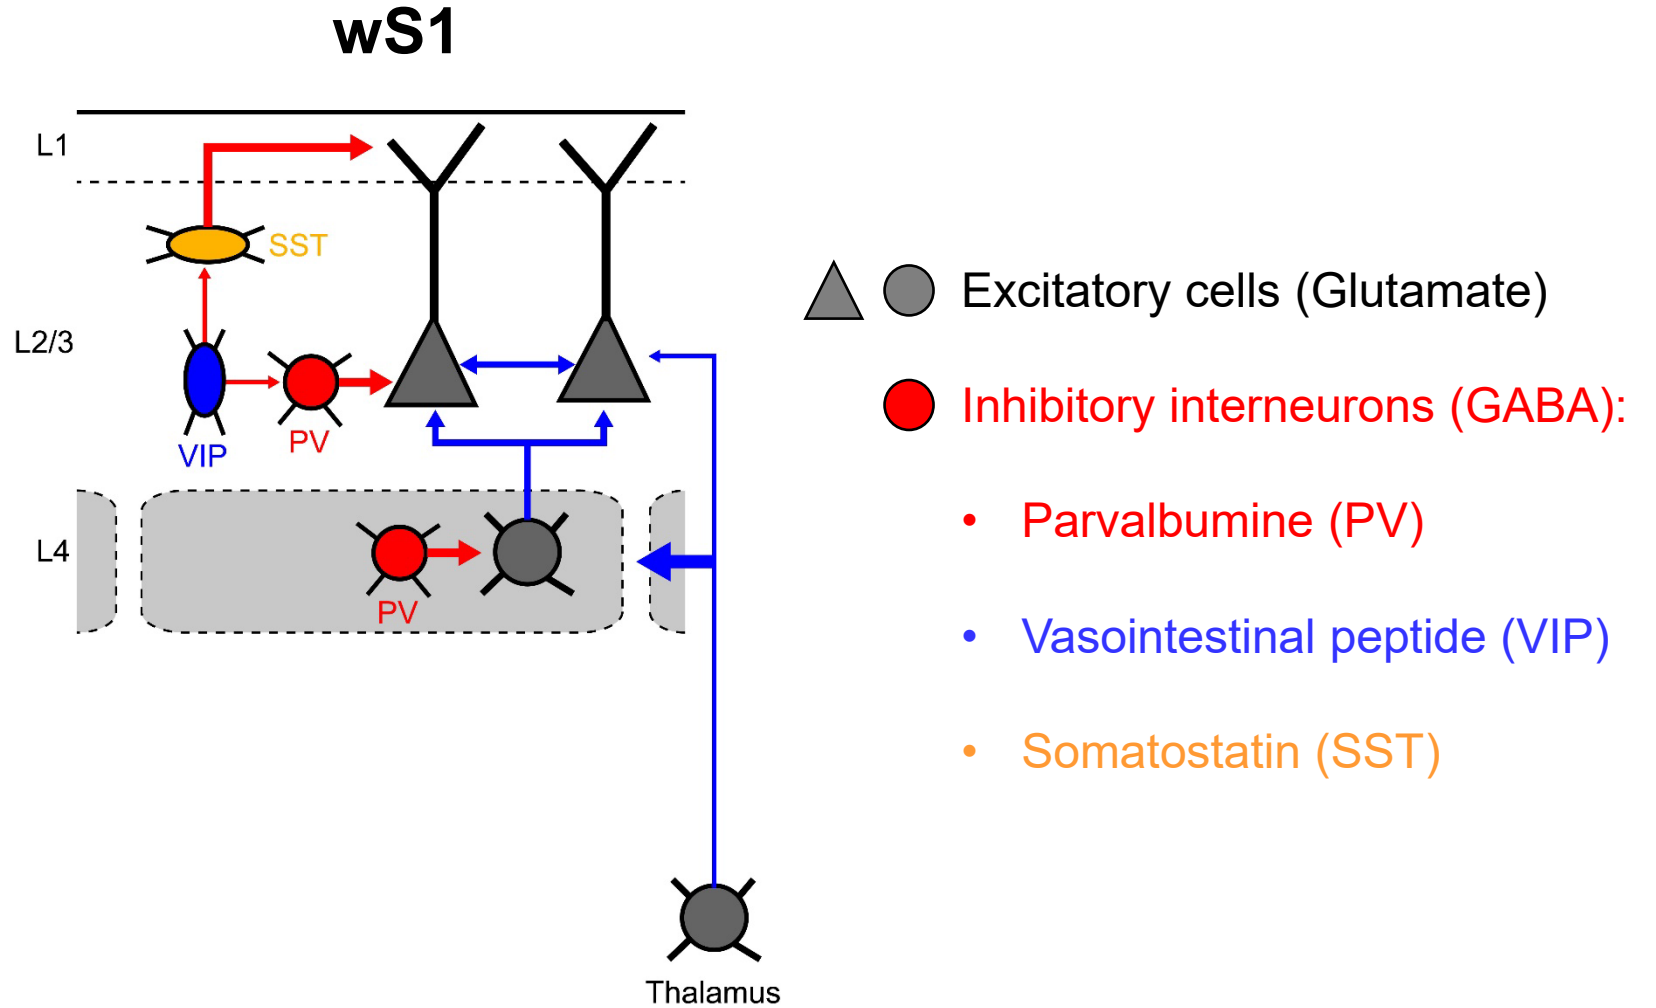 wS1
L1
SST
L2/3
VIP
PV
L4
PV
Thalamus
Excitatory cells (Glutamate)
Inhibitory interneurons (GABA):
• Parvalbumine (PV)
• Vasointestinal peptide (VIP)
• Somatostatin (SST)